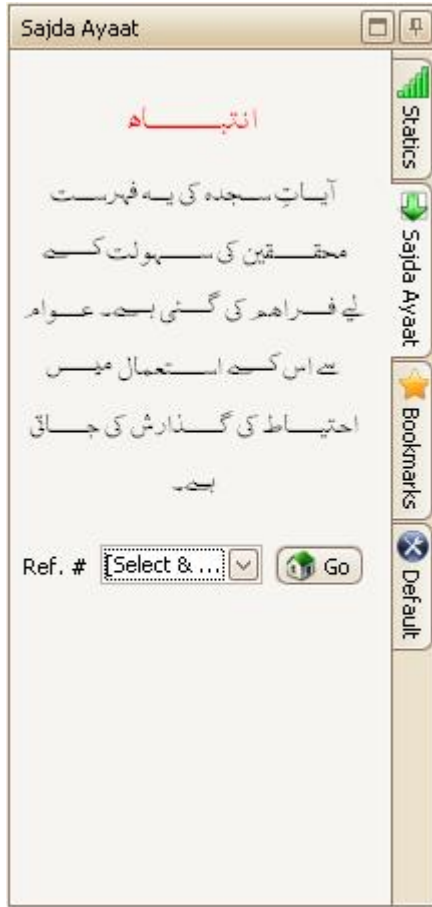 Sajda Ayaat
انتباہ
آیاتِ سجدہ کی یہ فہرست
محققین کی سہولت کے
لیے فراہم کی گئی ہے۔ عوام
سے اس کے استعمال میں
احتیاط کی گذارش کی جاتی
ہے۔
Ref. # [Select & ... Go
Statics
Sajda Ayaat
Bookmarks
Default